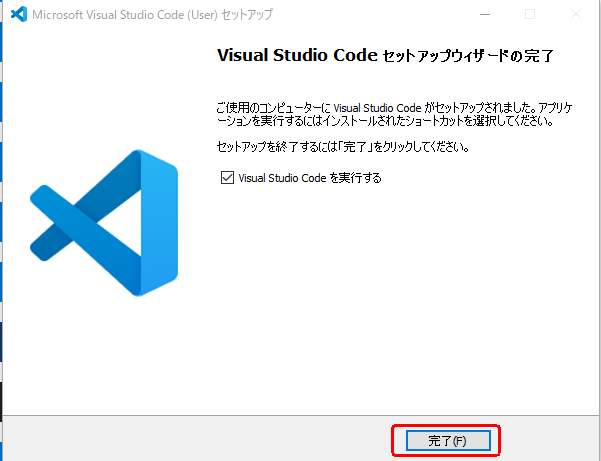 Microsoft Visual Studio Code (User) セットアップ
Visual Studio Code セットアップウィザードの完了
ご使用のコンピューターに Visual Studio Code がセットアップされました。アプリケ
ーションを実行するにはインストールされたショートカットを選択してください。
セットアップを終了するには「完了」をクリックしてください。
Visual Studio Code を実行する
完了(F)